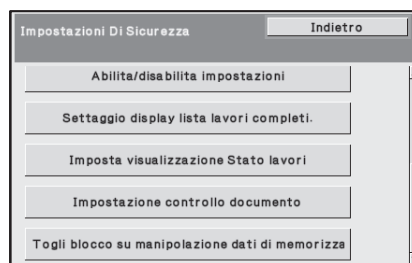 Impostazioni Di Sicurezza
Indietro
Abilita/disabilita impostazioni
Settaggio display lista lavori completi.
Imposta visualizzazione Stato lavori
Impostazione controllo documento
Togli blocco su manipolazione dati di memorizza